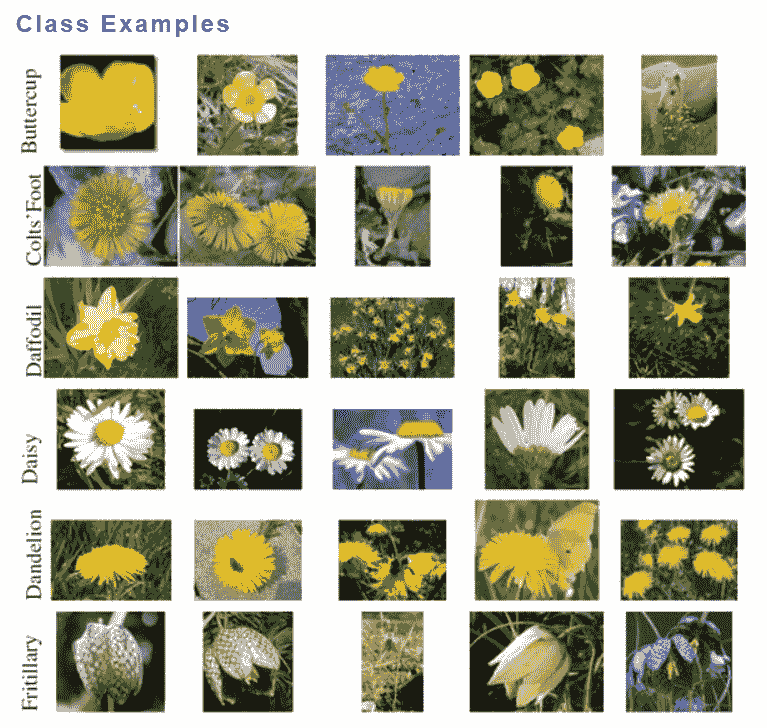 Class Examples
Buttercup
Colts'Foot
Daffodil
Daisy
Dandelion
Fritillary